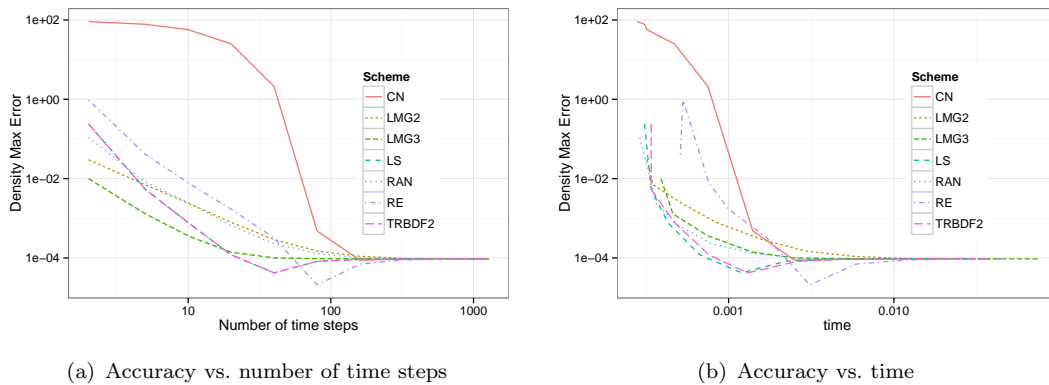 1e+02
1e+00
1e−02
1e−04
Density Max Error
10
100
1000
Number of time steps
Scheme
CN
LMG2
LMG3
LS
RAN
RE
TRBDF2
(a) Accuracy vs. number of time steps
1e+02
1e+00
1e−02
1e−04
Density Max Error
0.001
0.010
time
Scheme
CN
LMG2
LMG3
LS
RAN
RE
TRBDF2
(b) Accuracy vs. time